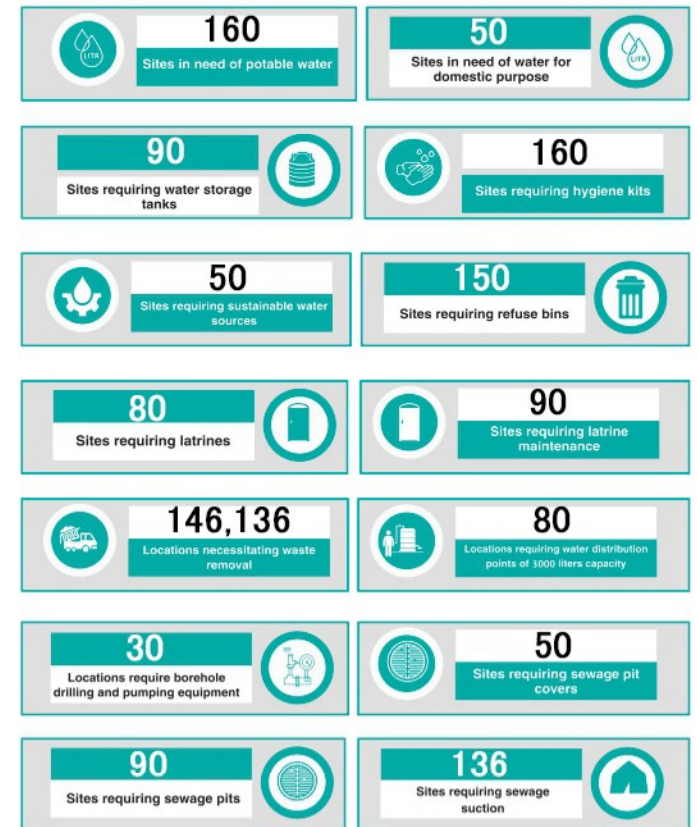 160
LITR
Sites in need of potable water
50
Sites in need of water for
domestic purpose
LITR
90
Sites requiring water storage
tanks
160
Sites requiring hygiene kits
50
Sites requiring sustainable water
sources
150
Sites requiring refuse bins
80
Sites requiring latrines
90
Sites requiring latrine
maintenance
146,136
Locations necessitating waste
removal
80
Locations requiring water distribution
points of 3000 liters capacity
30
Locations require borehole
drilling and pumping equipment
50
Sites requiring sewage pit
covers
90
Sites requiring sewage pits
136
Sites requiring sewage
suction